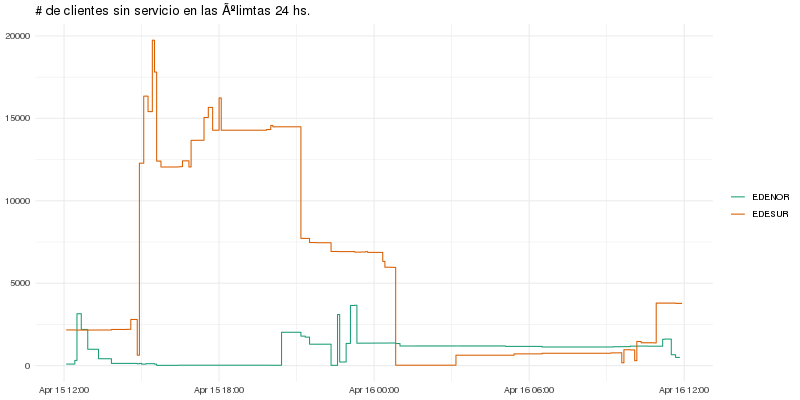 # de clientes sin servicio en las Ãºlimtas 24 hs.
20000
15000
10000
5000
0
Apr 15 12:00
Apr 15 18:00
Apr 16 00:00
Apr 16 06:00
Apr 16 12:00
EDENOR
EDESUR